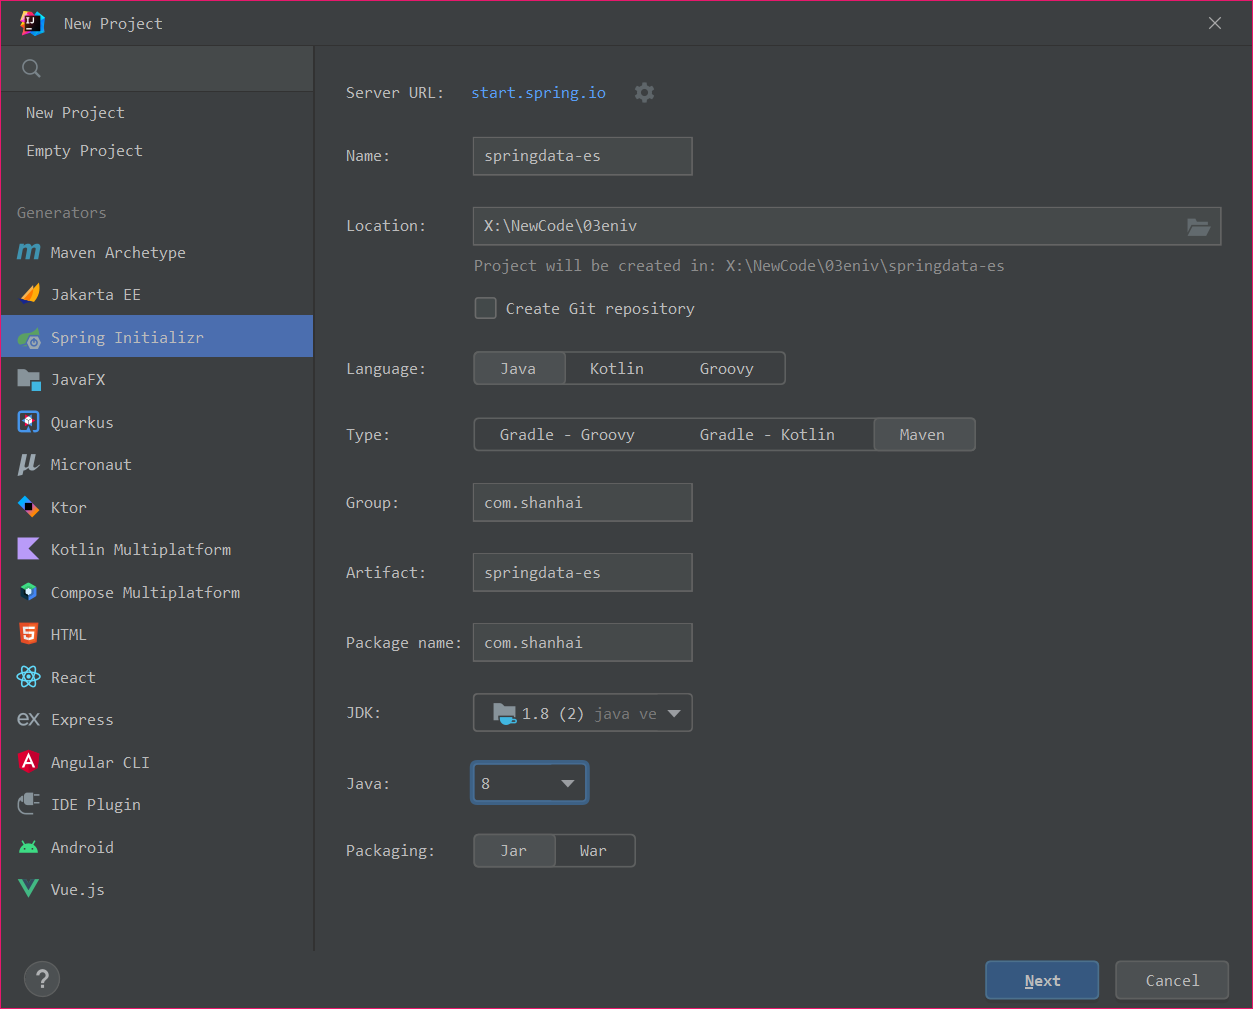 New Project
New Project
Empty Project
Generators
Maven Archetype
Jakarta EE
Spring Initializr
JavaFX
Quarkus
Micronaut
Ktor
Kotlin Multiplatform
Compose Multiplatform
HTML
React
Express
Angular CLI
IDE Plugin
Android
Vue.js
Server URL: start.spring.io
Name: springdata-es
Location: X:\NewCode\03eniv
Project will be created in: X:\NewCode\03eniv\springdata-es
Create Git repository
Language: Java Kotlin Groovy
Type: Gradle - Groovy Gradle - Kotlin Maven
Group: com.shanhai
Artifact: springdata-es
Package name: com.shanhai
JDK: 1.8 (2) java ve
Java: 8
Packaging: Jar War
? Next Cancel